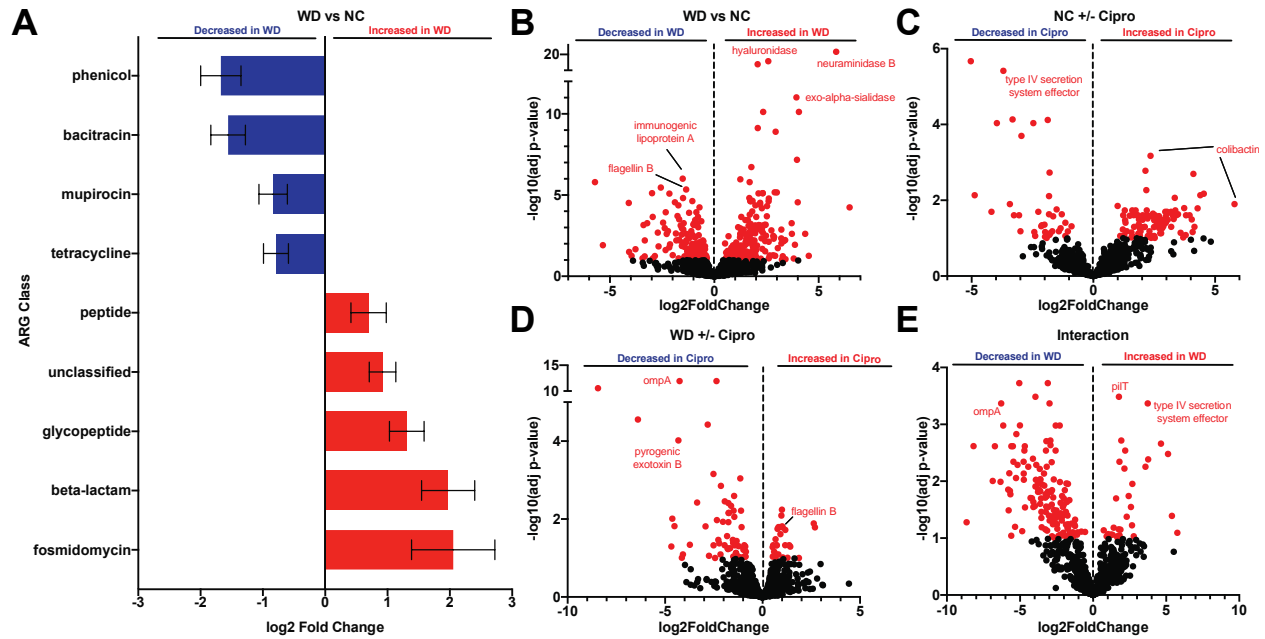 A
WD vs NC
Decreased in WD
Increased in WD
ARG Class
phenicol
bacitracin
mupirocin
tetracycline
peptide
unclassified
glycopeptide
beta-lactam
fosmidomycin
-3
-2
-1
0
1
2
3
log2 Fold Change
B
WD vs NC
Decreased in WD
Increased in WD
-log10(adj p-value)
20
10
5
0
hyaluronidase
neuraminidase B
exo-alpha-sialidase
immunogenic
lipoprotein A
flagellin B
-5
0
5
log2FoldChange
C
NC +/- Cipro
Decreased in Cipro
Increased in Cipro
-log10(adj p-value)
6
4
2
0
type IV secretion
system effector
colibactin
-5
0
5
log2FoldChange
D
WD +/- Cipro
Decreased in Cipro
Increased in Cipro
-log10(adj p-value)
15
10
4
2
0
ompA
pyrogenic
exotoxin B
flagellin B
-10
-5
0
5
log2FoldChange
E
Interaction
Decreased in WD
Increased in WD
-log10(adj p-value)
4
3
2
1
0
ompA
pilT
type IV secretion
system effector
-10
-5
0
5
10
log2FoldChange